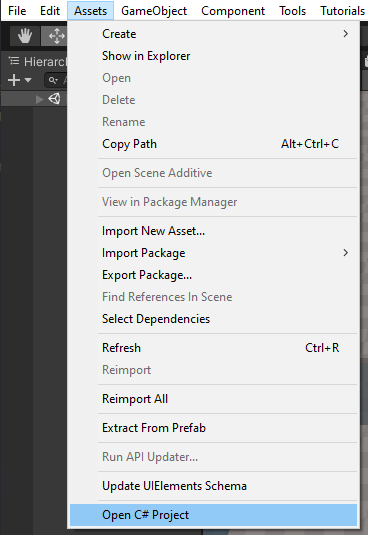 File Edit Assets GameObject Component Tools Tutorials
Hierarc
Create
Show in Explorer
Open
Delete
Rename
Copy Path Alt+Ctrl+C
Open Scene Additive
View in Package Manager
Import New Asset...
Import Package
Export Package...
Find References In Scene
Select Dependencies
Refresh Ctrl+R
Reimport
Reimport All
Extract From Prefab
Run API Updater...
Update UIElements Schema
Open C# Project